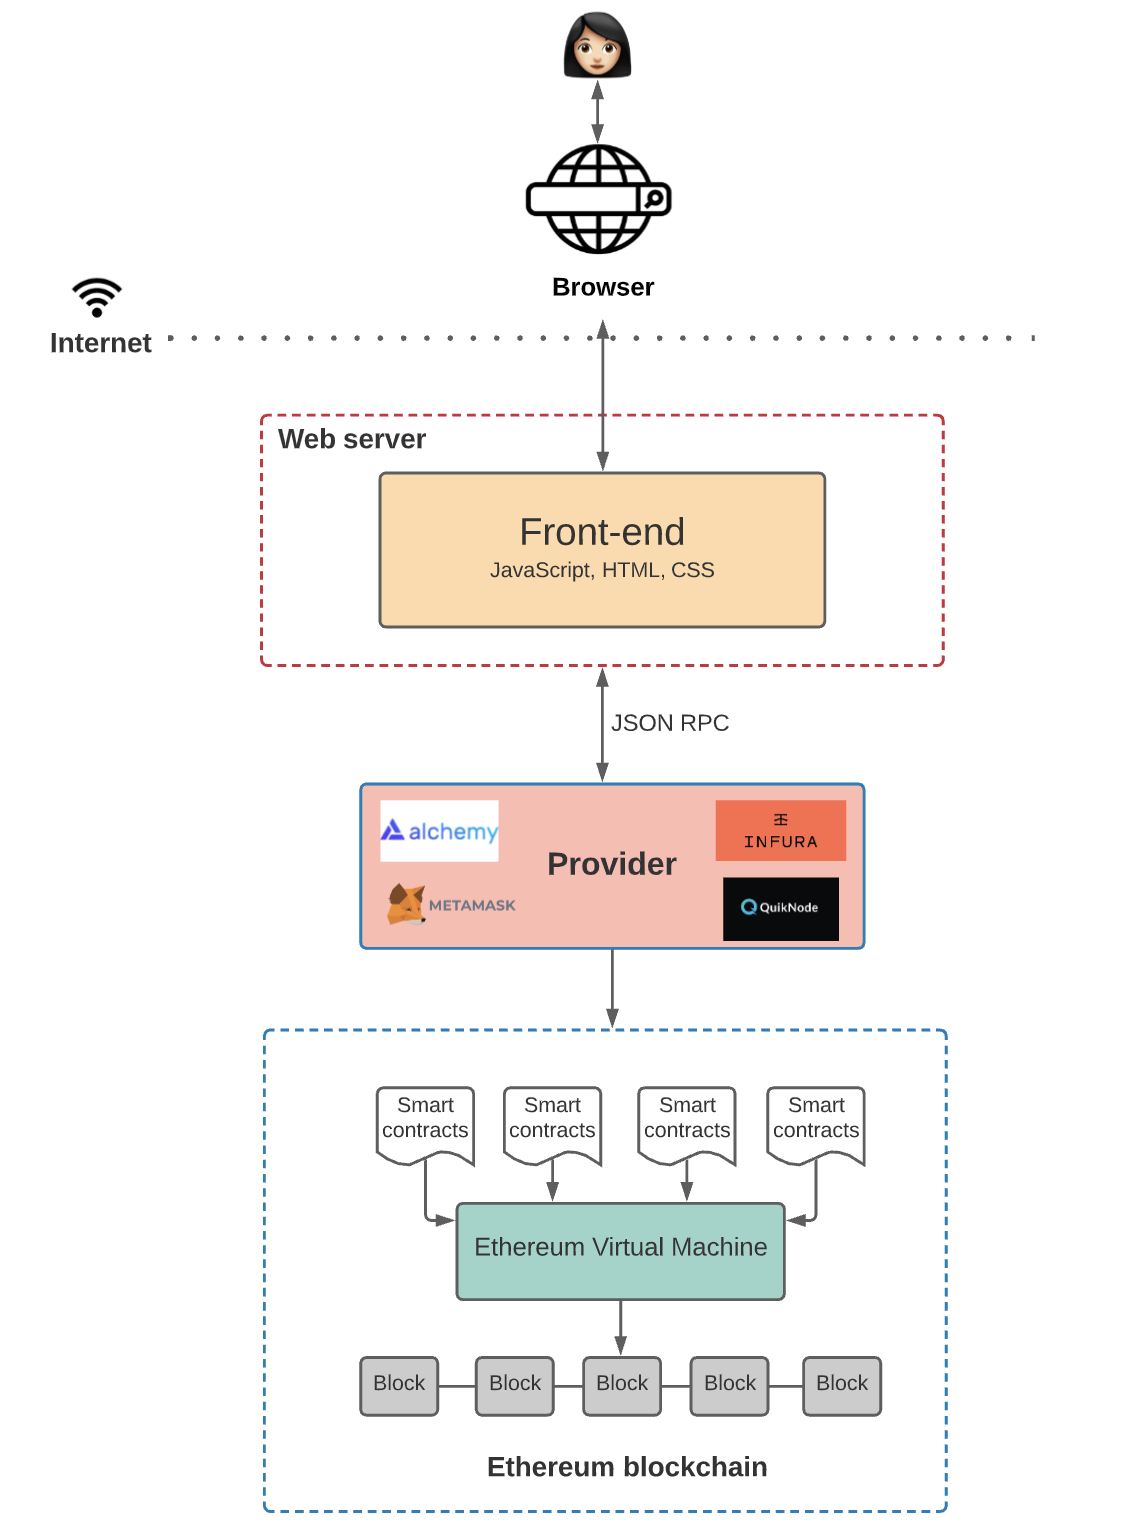 Browser
Internet
Web server
Front-end
JavaScript, HTML, CSS
JSON RPC
alchemy
INFURA
Provider
METAMASK
QuikNode
Smart
contracts
Smart
contracts
Smart
contracts
Smart
contracts
Ethereum Virtual Machine
Block
Block
Block
Block
Block
Ethereum blockchain